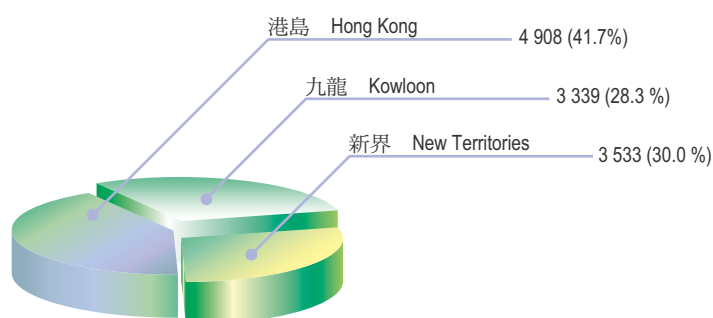 港島 Hong Kong 4 908 (41.7%)
九龍 Kowloon 3 339 (28.3 %)
新界 New Territories 3 533 (30.0 %)